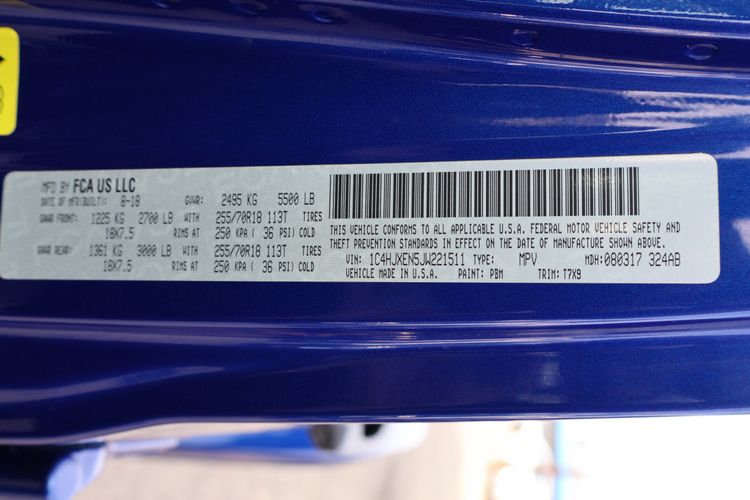 MFD BY FCA US LLC
DATE OF MFR(BUILT): 8-18 GVWR: 2495 KG 5500 LB
GAWR FRONT: 1225 KG 2700 LB WITH 255/70R18 113T TIRES
18X7.5 RIMS AT 250 KPA ( 36 PSI) COLD
GAWR REAR: 1361 KG 3000 LB WITH 255/70R18 113T TIRES
18X7.5 RIMS AT 250 KPA ( 36 PSI) COLD
THIS VEHICLE CONFORMS TO ALL APPLICABLE U.S.A. FEDERAL MOTOR VEHICLE SAFETY AND
THEFT PREVENTION STANDARDS IN EFFECT ON THE DATE OF MANUFACTURE SHOWN ABOVE.
VIN: 1C4HJXEN5JW221511 TYPE: MPV MDH: 080317 324AB
VEHICLE MADE IN U.S.A. PAINT: PBM TRIM: T7X9